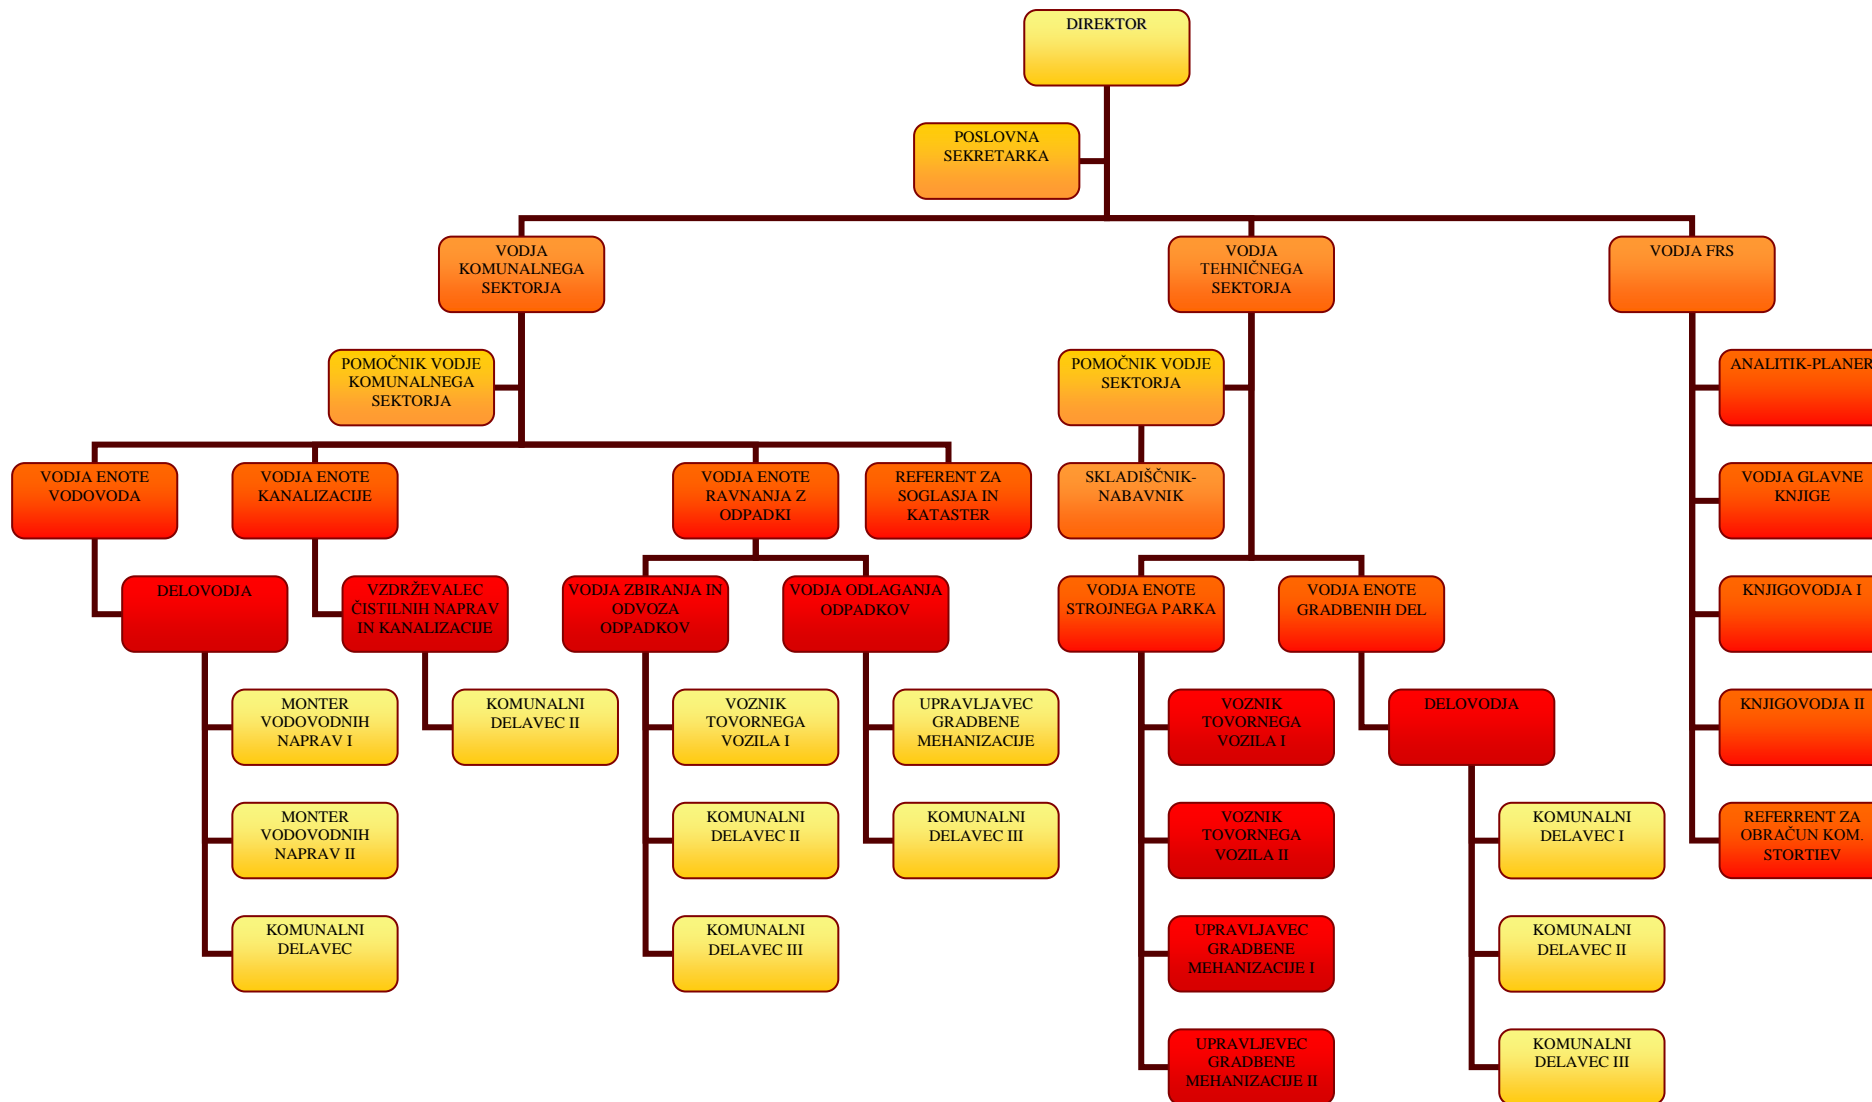 DIREKTOR
POSLOVNA
SEKRETARKA
VODJA
KOMUNALNEGA
SEKTORJA
VODJA
TEHNIČNEGA
SEKTORJA
VODJA FRS
POMOČNIK VODJE
KOMUNALNEGA
SEKTORJA
POMOČNIK VODJE
SEKTORJA
ANALITIK-PLANER
VODJA ENOTE
VODOVODA
VODJA ENOTE
KANALIZACIJE
VODJA ENOTE
RAVNANJA Z
ODPADKI
REFERENT ZA
SOGLASJA IN
KATASTER
SKLADIŠČNIK-
NABAVNIK
VODJA GLAVNE
KNJIGE
DELOVODJA
VZDRŽEVALEC
ČISTILNIH NAPRAV
IN KANALIZACIJE
VODJA ZBIRANJA IN
ODVOZA
ODPADKOV
VODJA ODLAGANJA
ODPADKOV
VODJA ENOTE
STROJNEGA PARKA
VODJA ENOTE
GRADBENIH DEL
KNJIGOVODJA I
MONTER
VODOVODNIH
NAPRAV I
KOMUNALNI
DELAVEC II
VOZNIK
TOVORNEGA
VOZILA I
UPRAVLJAVEC
GRADBENE
MEHANIZACIJE
VOZNIK
TOVORNEGA
VOZILA I
DELOVODJA
KNJIGOVODJA II
MONTER
VODOVODNIH
NAPRAV II
KOMUNALNI
DELAVEC II
KOMUNALNI
DELAVEC III
VOZNIK
TOVORNEGA
VOZILA II
KOMUNALNI
DELAVEC I
REFERRENT ZA
OBRAČUN KOM.
STORTIEV
KOMUNALNI
DELAVEC
KOMUNALNI
DELAVEC III
UPRAVLJAVEC
GRADBENE
MEHANIZACIJE I
KOMUNALNI
DELAVEC II
UPRAVLJEVEC
GRADBENE
MEHANIZACIJE II
KOMUNALNI
DELAVEC III